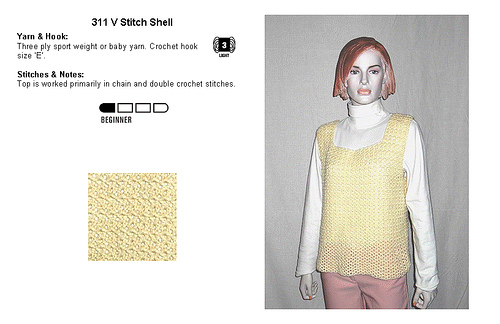 311 V Stitch Shell
Yarn & Hook:
Three ply sport weight or baby yarn. Crochet hook
size 'E'.
3
LIGHT
Stitches & Notes:
Top is worked primarily in chain and double crochet stitches.
BEGINNER